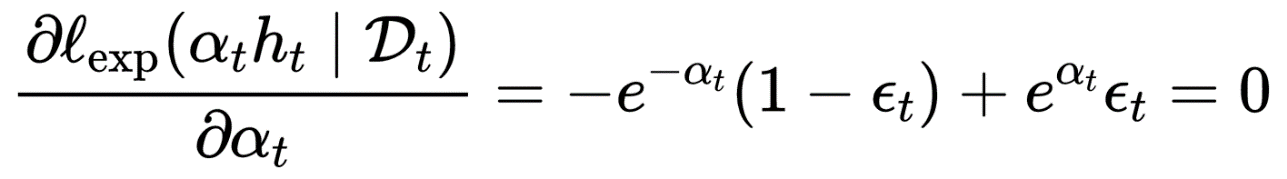 ∂ℓ_exp(α_t h_t | 𝒟_t) / ∂α_t = −e^{−α_t}(1 − ϵ_t) + e^{α_t}ϵ_t = 0